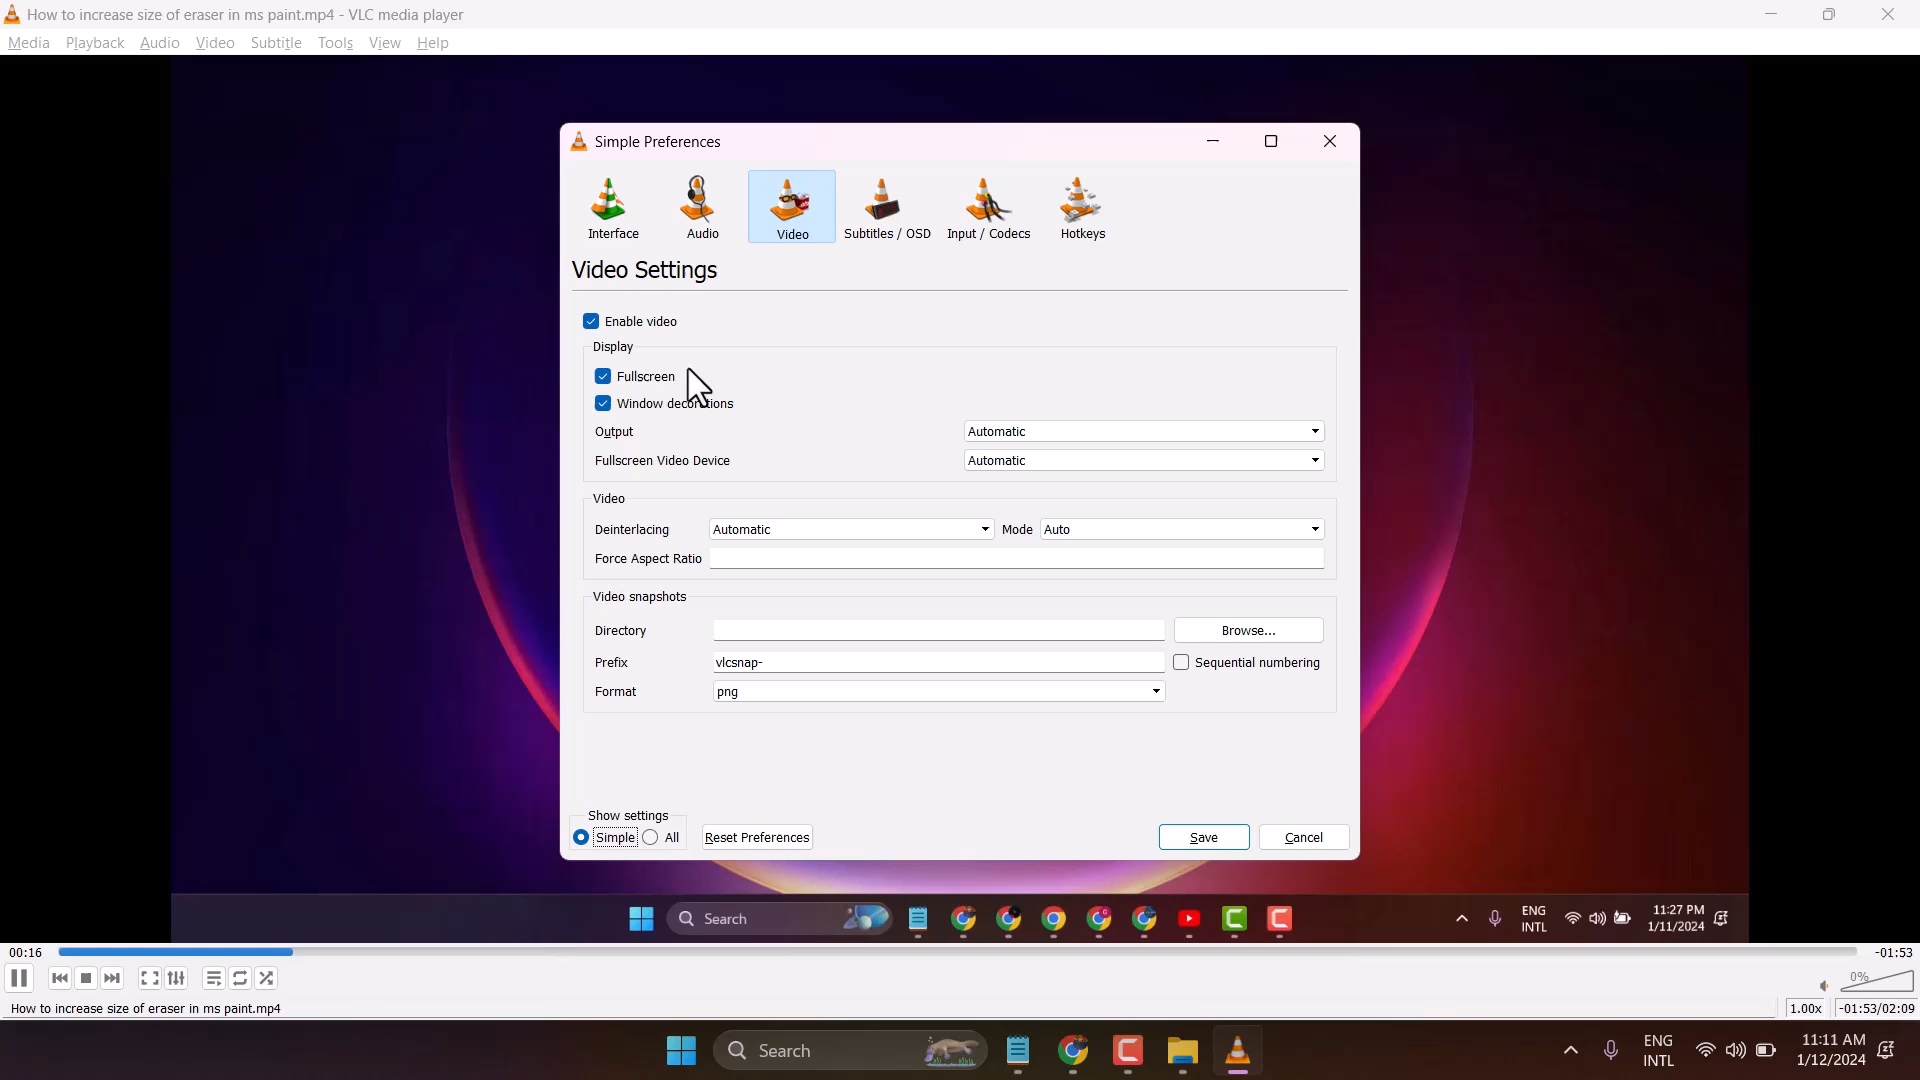 How to increase size of eraser in ms paint.mp4 - VLC media player
Media Playback Audio Video Subtitle Tools View Help
Simple Preferences
Interface Audio Video Subtitles / OSD Input / Codecs Hotkeys
Video Settings
Enable video
Display
Fullscreen
Window decorations
Output Automatic
Fullscreen Video Device Automatic
Video
Deinterlacing Automatic Mode Auto
Force Aspect Ratio
Video snapshots
Directory Browse...
Prefix vlcsnap- Sequential numbering
Format png
Show settings
Simple All Reset Preferences Save Cancel
Search ENG INTL 11:27 PM 1/11/2024
00:16 -01:53
0%
How to increase size of eraser in ms paint.mp4 1.00x -01:53/02:09
Search ENG INTL 11:11 AM 1/12/2024